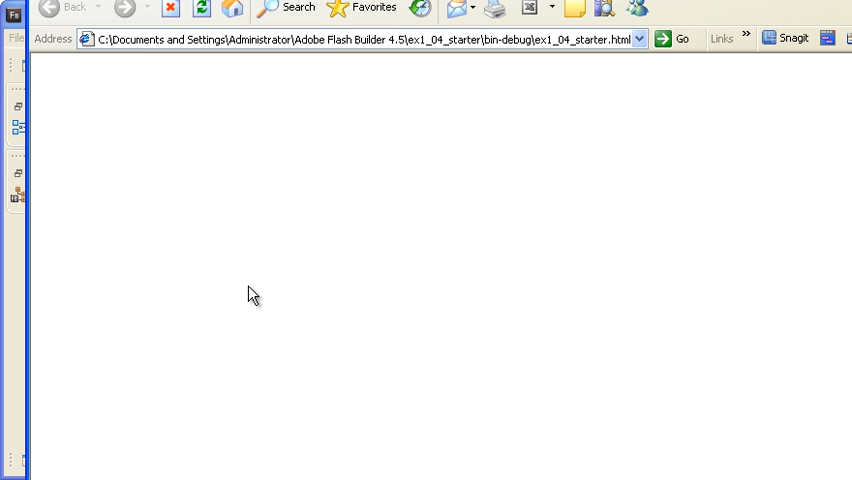 Fb
File
Back Search Favorites
Address C:\Documents and Settings\Administrator\Adobe Flash Builder 4.5\ex1_04_starter\bin-debug\ex1_04_starter.html Go Links » Snagit